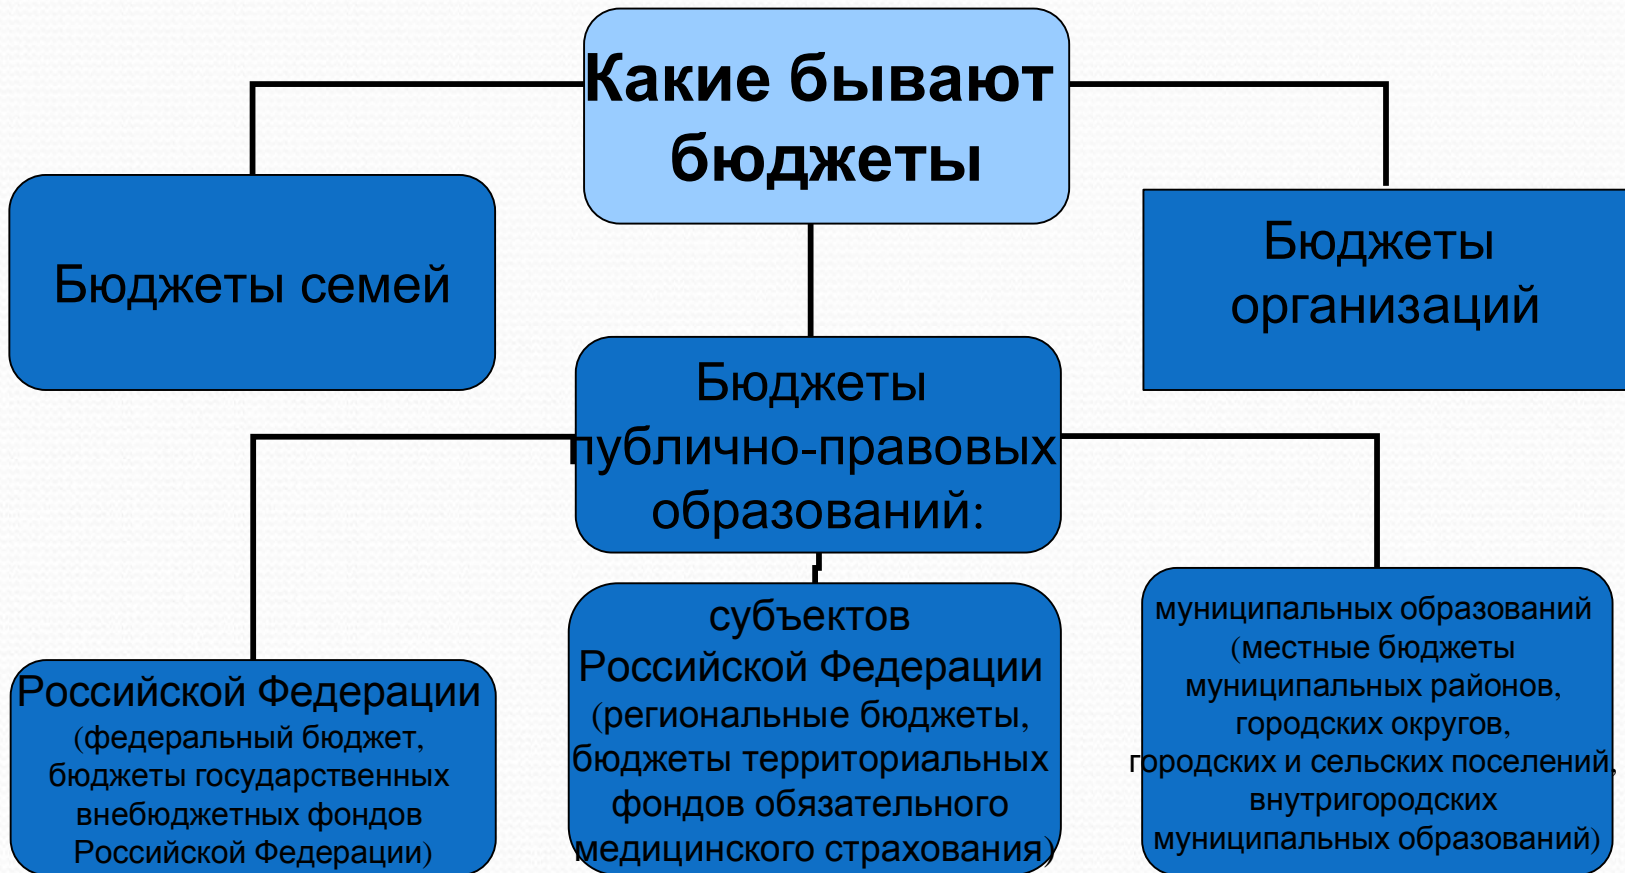 Какие бывают
бюджеты
Бюджеты семей
Бюджеты
организаций
Бюджеты
публично-правовых
образований:
Российской Федерации
(федеральный бюджет,
бюджеты государственных
внебюджетных фондов
Российской Федерации)
субъектов
Российской Федерации
(региональные бюджеты,
бюджеты территориальных
фондов обязательного
медицинского страхования)
муниципальных образований
(местные бюджеты
муниципальных районов,
городских округов,
городских и сельских поселений,
внутригородских
муниципальных образований)